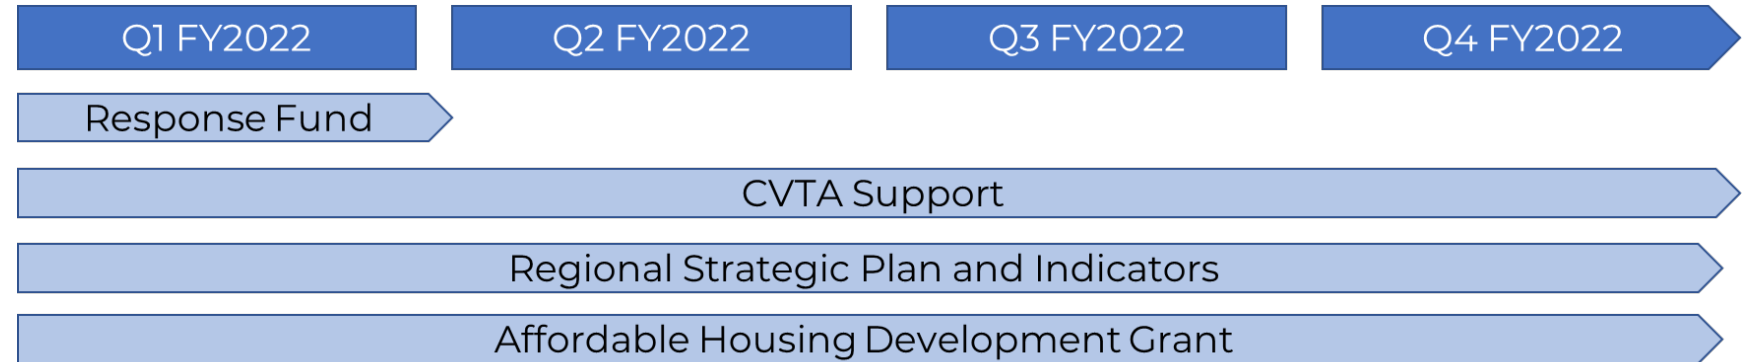 Q1 FY2022 Q2 FY2022 Q3 FY2022 Q4 FY2022
Response Fund
CVTA Support
Regional Strategic Plan and Indicators
Affordable Housing Development Grant